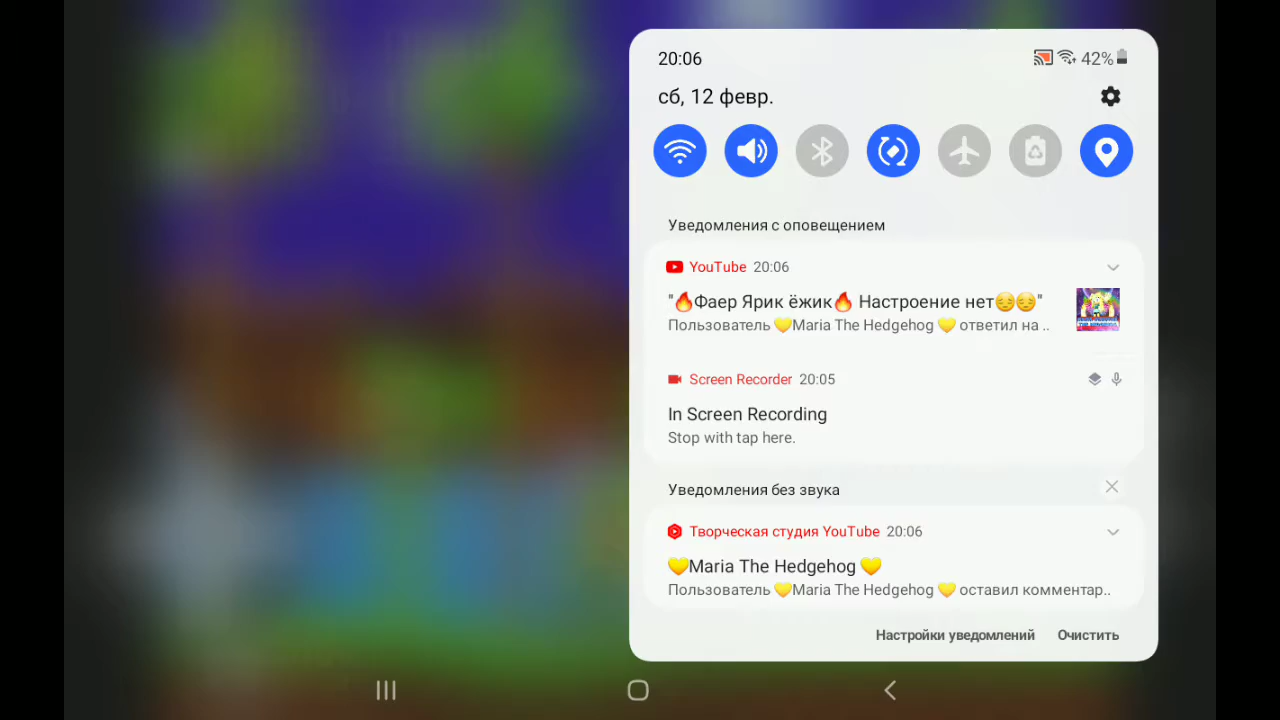 20:06
42%
сб, 12 февр.
Уведомления с оповещением
YouTube 20:06
"🔥Фаер Ярик ёжик🔥 Настроение нет😔😔"
Пользователь 💛Maria The Hedgehog 💛 ответил на ..
Screen Recorder 20:05
In Screen Recording
Stop with tap here.
Уведомления без звука
Творческая студия YouTube 20:06
💛Maria The Hedgehog 💛
Пользователь 💛Maria The Hedgehog 💛 оставил комментар..
Настройки уведомлений Очистить